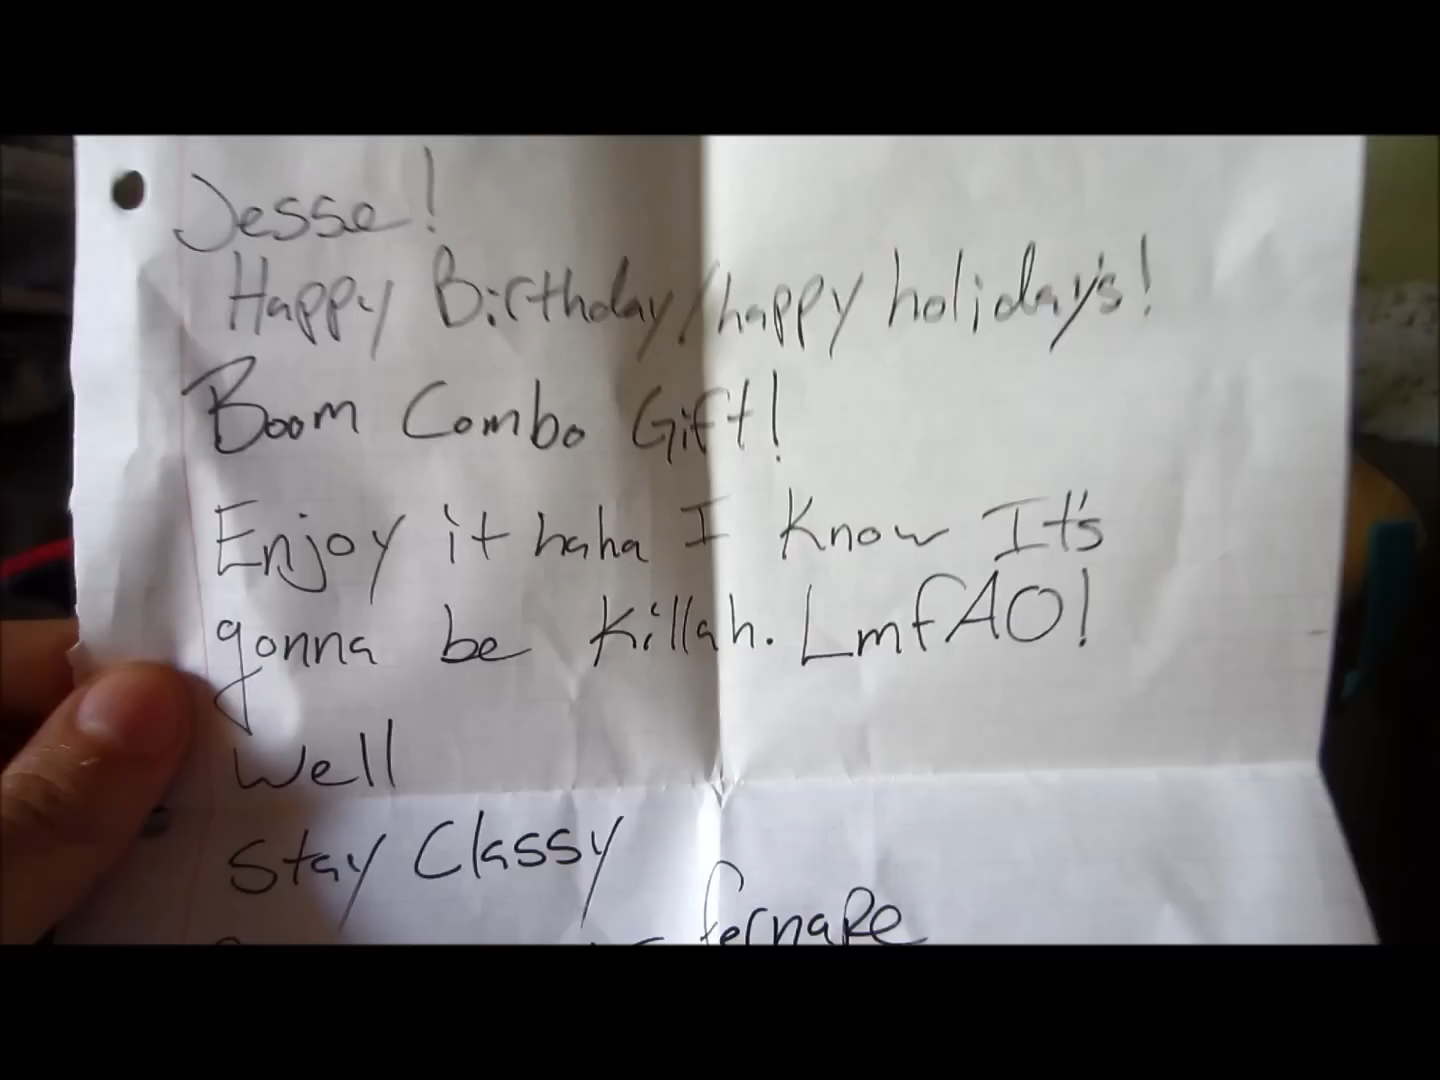 Jesse!
Happy Birthday/happy holiday's!
Boom Combo Gift!
Enjoy it haha I Know It's
gonna be Killah. LmfAO!
Well
Stay Classy